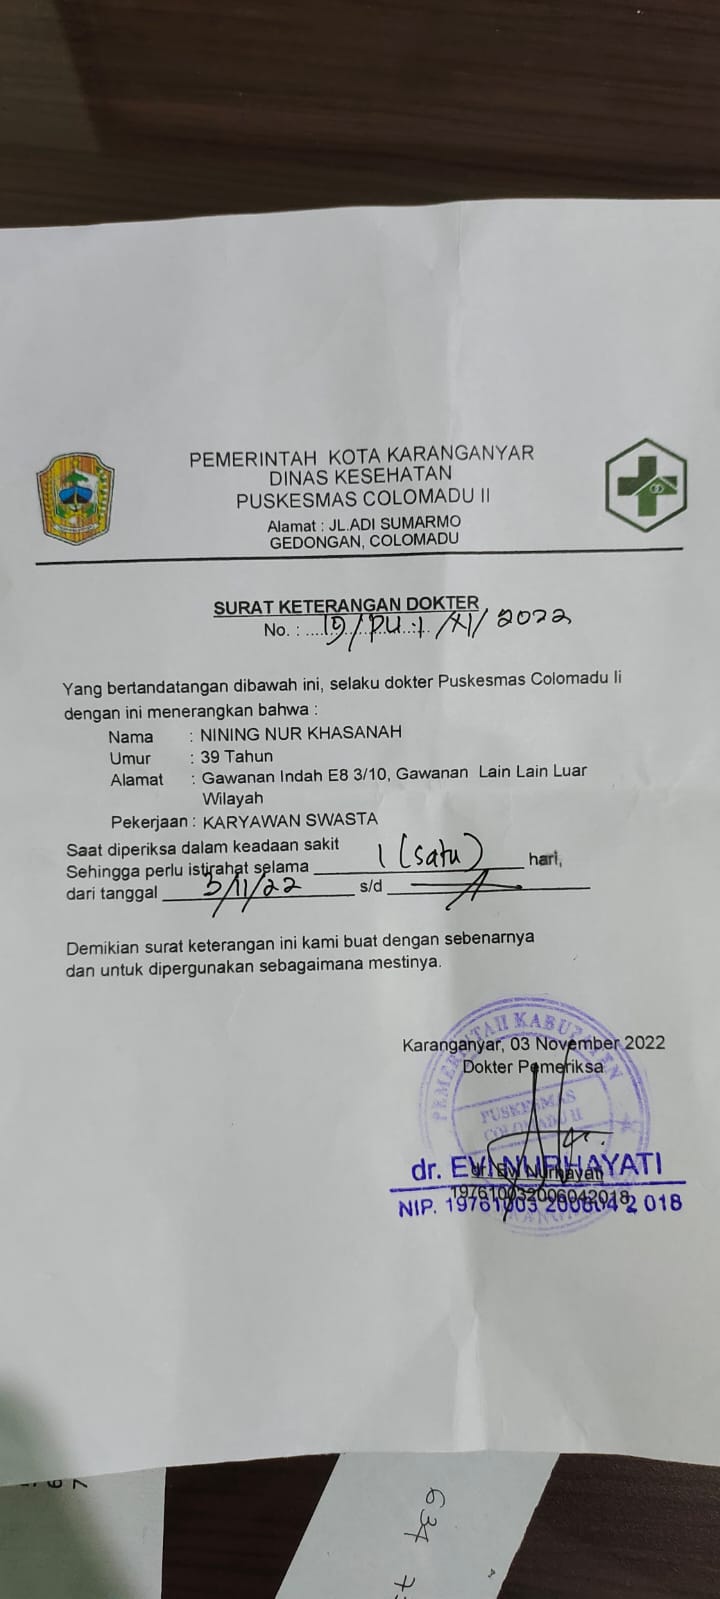 PEMERINTAH KOTA KARANGANYAR
DINAS KESEHATAN
PUSKESMAS COLOMADU II
Alamat : JL.ADI SUMARMO
GEDONGAN, COLOMADU
SURAT KETERANGAN DOKTER
No. : 19/PU.1/XI/2022
Yang bertandatangan dibawah ini, selaku dokter Puskesmas Colomadu Ii
dengan ini menerangkan bahwa :
Nama : NINING NUR KHASANAH
Umur : 39 Tahun
Alamat : Gawanan Indah E8 3/10, Gawanan Lain Lain Luar
Wilayah
Pekerjaan : KARYAWAN SWASTA
Saat diperiksa dalam keadaan sakit
Sehingga perlu istirahat selama 1 (satu) hari,
dari tanggal 3/11/22 s/d
Demikian surat keterangan ini kami buat dengan sebenarnya
dan untuk dipergunakan sebagaimana mestinya.
Karanganyar, 03 November 2022
Dokter Pemeriksa
PEMERINTAH KABUPATEN
PUSKESMAS
COLOMADU II
dr. EVI NURHAYATI
dr. Evi Nurhayati
197610032006042018
NIP. 19761003 200604 2 018
634